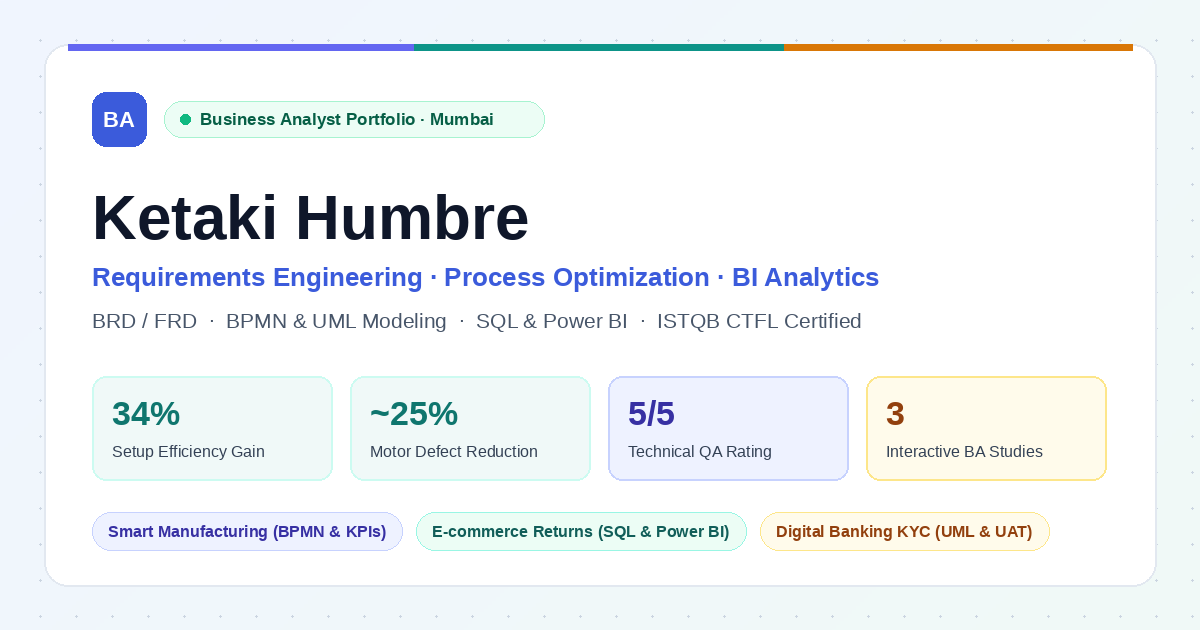 BA
Business Analyst Portfolio · Mumbai
Ketaki Humbre
Requirements Engineering · Process Optimization · BI Analytics
BRD / FRD · BPMN & UML Modeling · SQL & Power BI · ISTQB CTFL Certified
34%
Setup Efficiency Gain
~25%
Motor Defect Reduction
5/5
Technical QA Rating
3
Interactive BA Studies
Smart Manufacturing (BPMN & KPIs)
E-commerce Returns (SQL & Power BI)
Digital Banking KYC (UML & UAT)